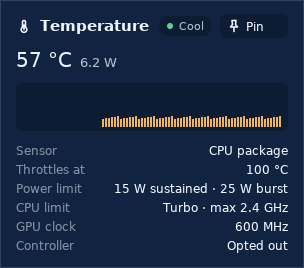 Temperature Cool Pin
57 °C 6.2 W
Sensor CPU package
Throttles at 100 °C
Power limit 15 W sustained · 25 W burst
CPU limit Turbo · max 2.4 GHz
GPU clock 600 MHz
Controller Opted out